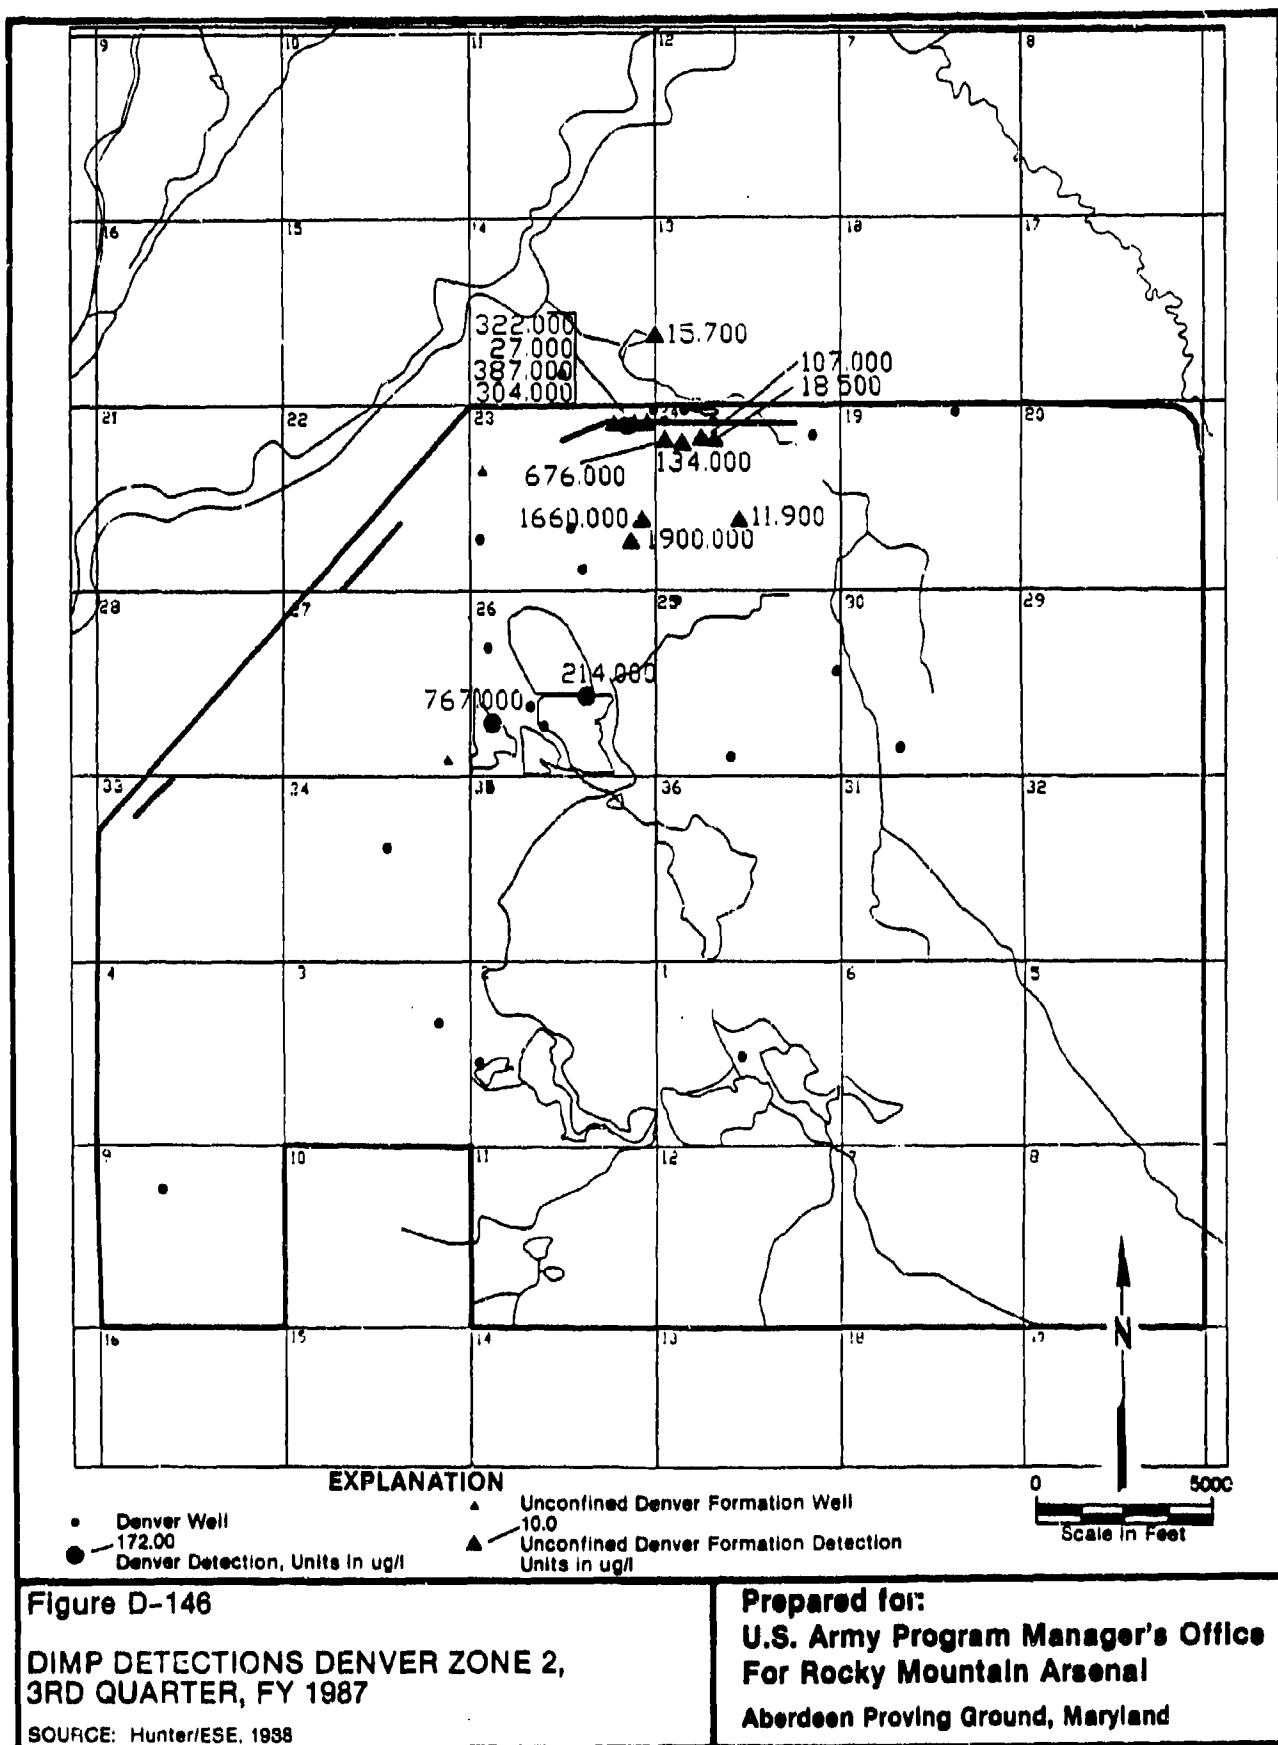 9 10 11 12 7 8
16 15 14 13 18 17
322.000
27.000
387.000
304.000
15.700
107.000
18.500
21 22 23 24 19 20
676.000
134.000
1660.000
11.900
1900.000
28 27 26 25 30 29
214.000
767.000
33 34 35 36 31 32
4 3 2 1 6 5
9 10 11 12 7 8
16 15 14 13 18 17
N
EXPLANATION
Denver Well
172.00
Denver Detection, Units in ug/l
Unconfined Denver Formation Well
10.0
Unconfined Denver Formation Detection
Units in ug/l
0 5000
Scale in Feet
Figure D-146
DIMP DETECTIONS DENVER ZONE 2,
3RD QUARTER, FY 1987
SOURCE: Hunter/ESE, 1988
Prepared for:
U.S. Army Program Manager's Office
For Rocky Mountain Arsenal
Aberdeen Proving Ground, Maryland